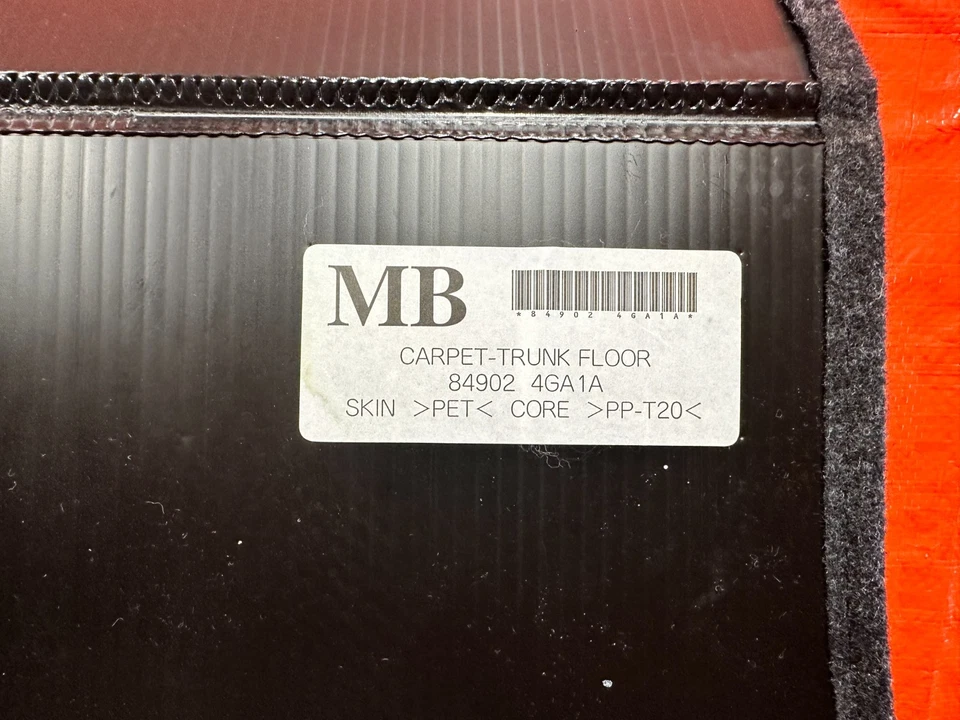 MB
*84902 4GA1A*
CARPET-TRUNK FLOOR
84902 4GA1A
SKIN >PET< CORE >PP-T20<